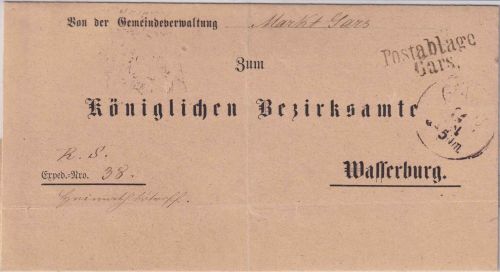 Von der Gemeindeverwaltung Markt Gars
Postablage
Gars.
Zum
Königlichen Bezirksamte
R. S.
Exped.-Nro. 38.
Wasserburg.